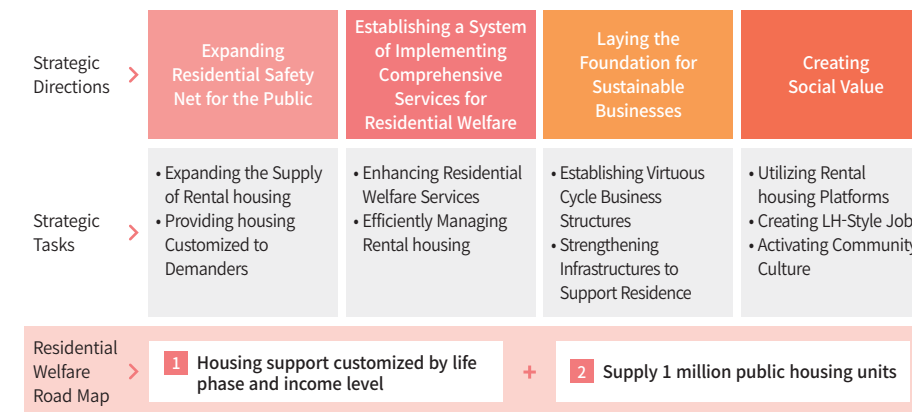 Strategic
Directions
Expanding
Residential Safety
Net for the Public
Establishing a System
of Implementing
Comprehensive
Services for
Residential Welfare
Laying the
Foundation for
Sustainable
Businesses
Creating
Social Value
Strategic
Tasks
• Expanding the Supply
of Rental housing
• Providing housing
Customized to
Demanders
• Enhancing Residential
Welfare Services
• Efficiently Managing
Rental housing
• Establishing Virtuous
Cycle Business
Structures
• Strengthening
Infrastructures to
Support Residence
• Utilizing Rental
housing Platforms
• Creating LH-Style Job
• Activating Community
Culture
Residential
Welfare
Road Map
1 Housing support customized by life
phase and income level
+
2 Supply 1 million public housing units